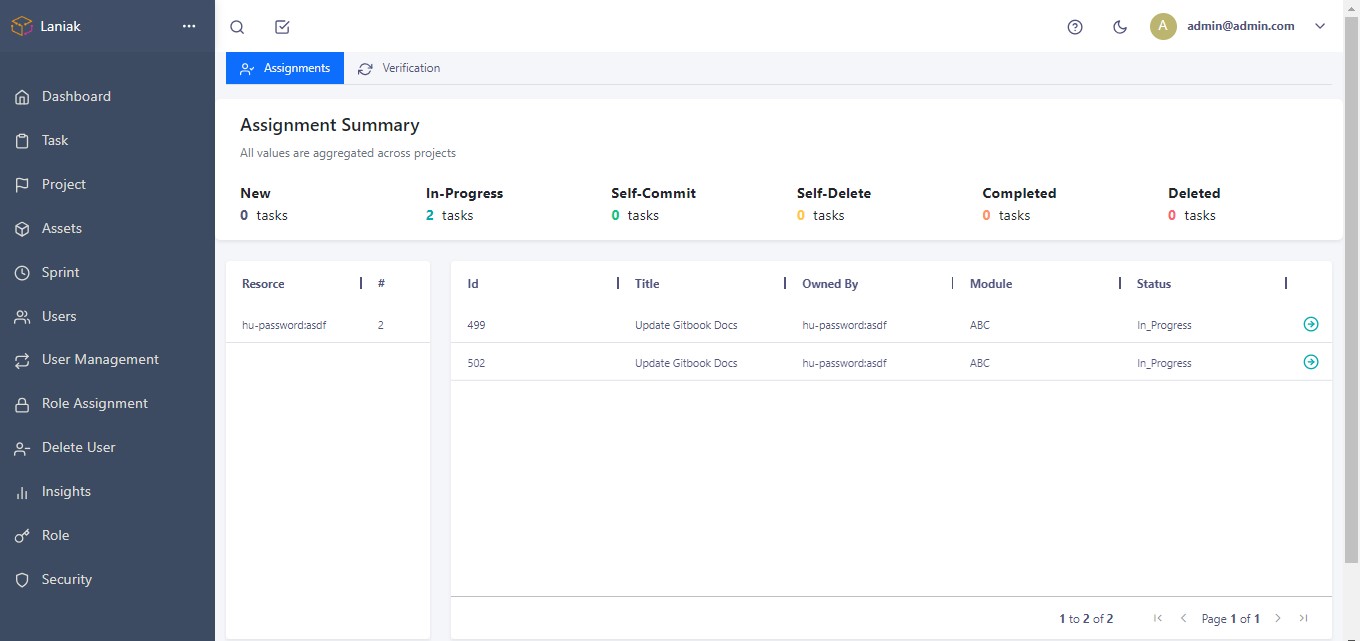 Laniak
A
admin@admin.com
Assignments
Verification
Dashboard
Task
Project
Assets
Sprint
Users
User Management
Role Assignment
Delete User
Insights
Role
Security
Assignment Summary
All values are aggregated across projects
New
0 tasks
In-Progress
2 tasks
Self-Commit
0 tasks
Self-Delete
0 tasks
Completed
0 tasks
Deleted
0 tasks
Resorce #
hu-password:asdf 2
Id Title Owned By Module Status
499 Update Gitbook Docs hu-password:asdf ABC In_Progress
502 Update Gitbook Docs hu-password:asdf ABC In_Progress
1 to 2 of 2 Page 1 of 1